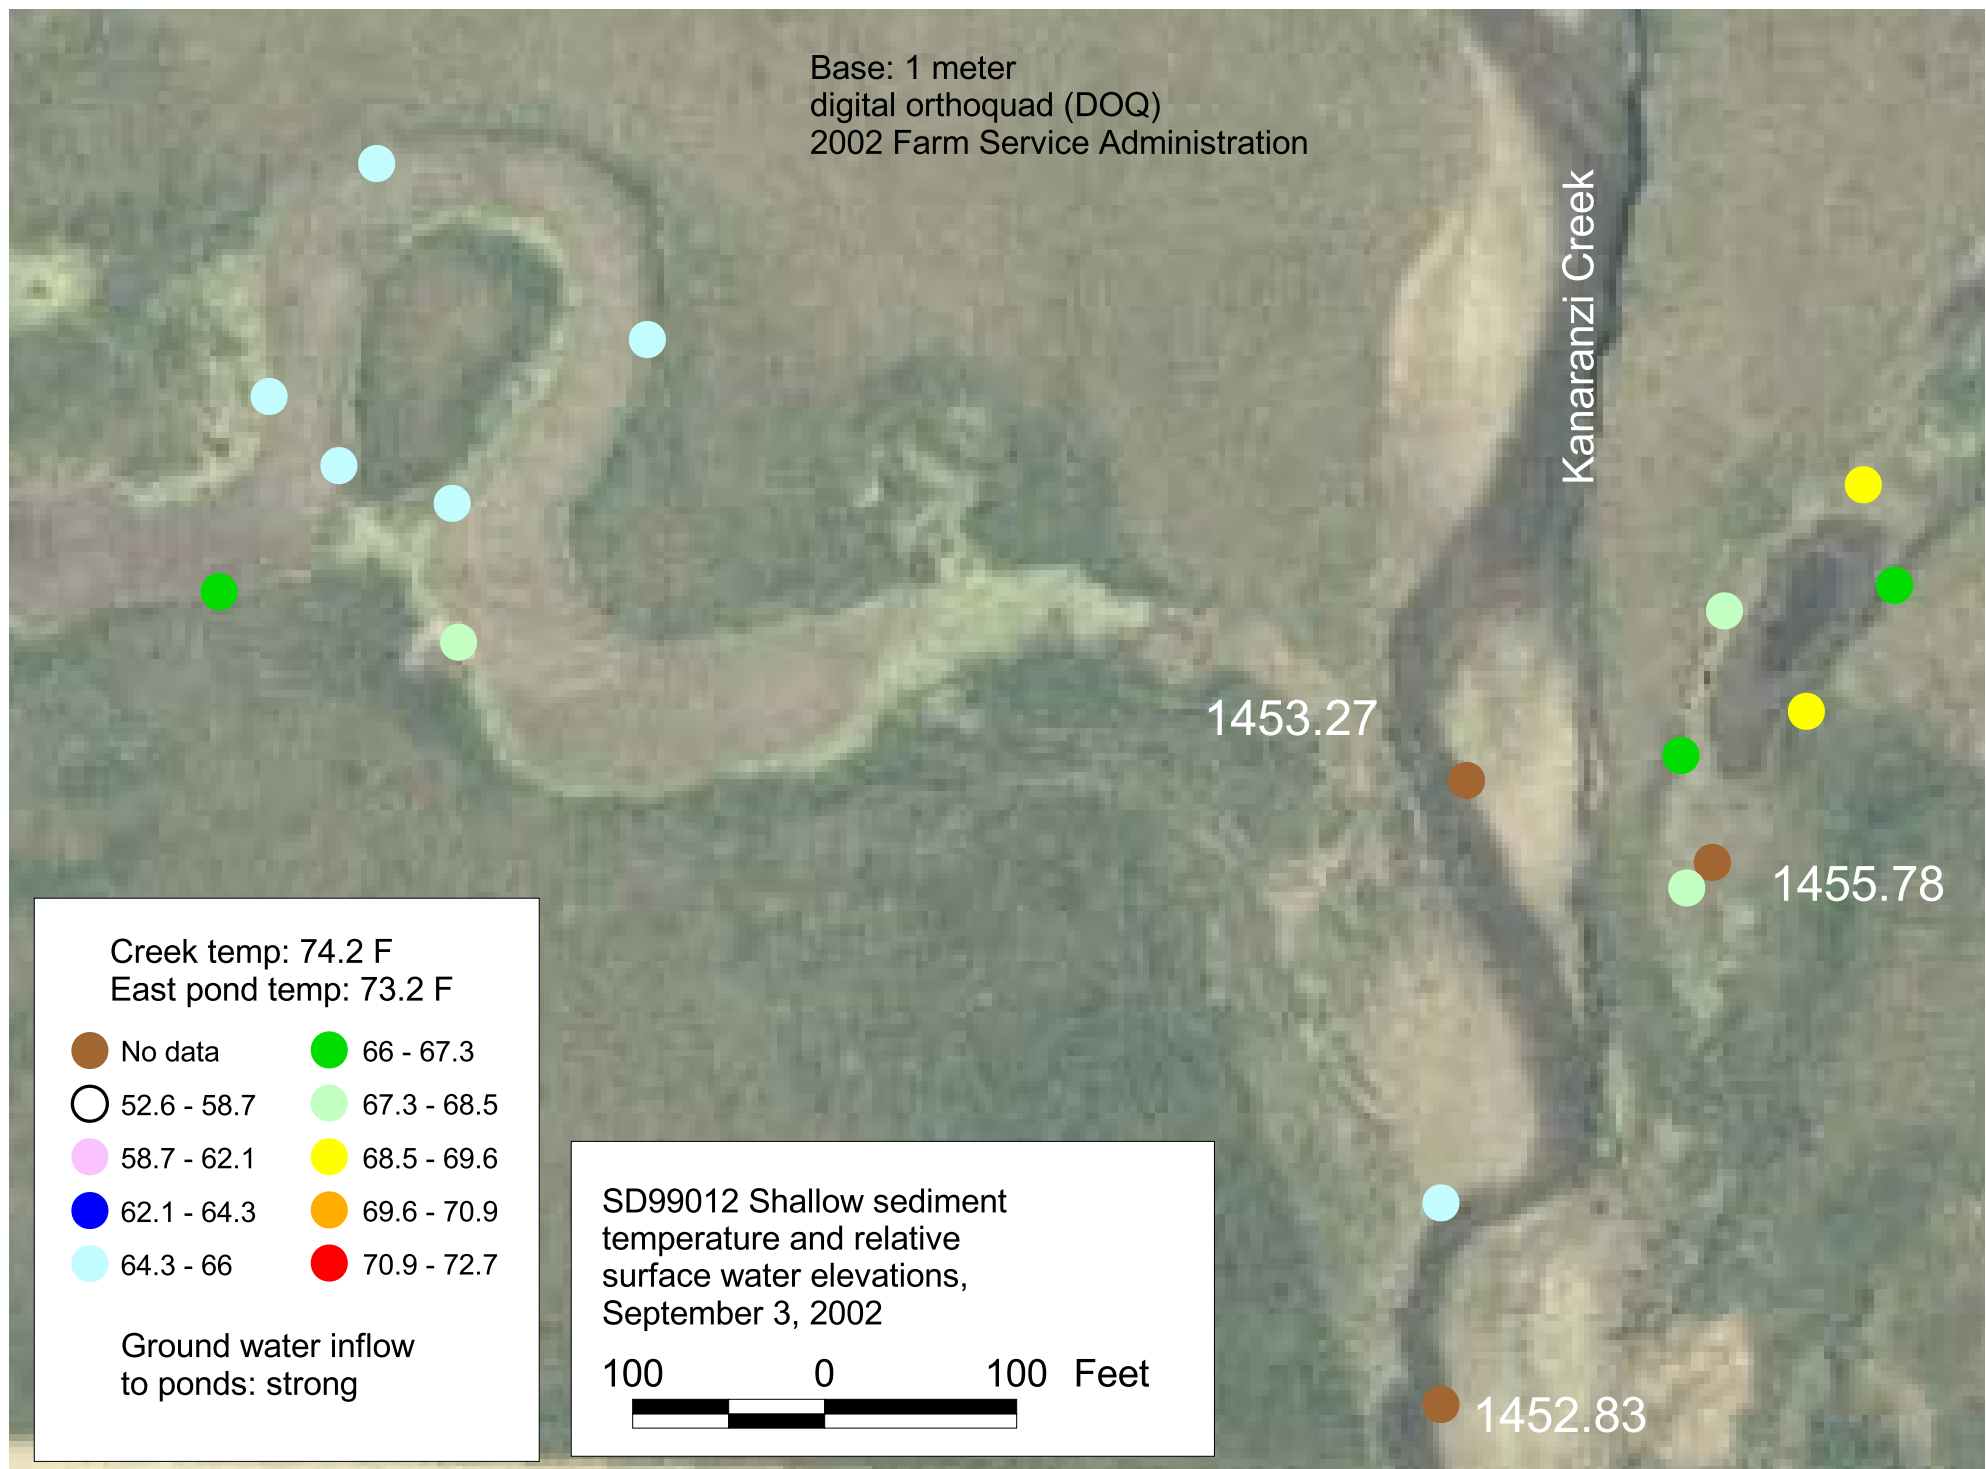 Base: 1 meter
digital orthoquad (DOQ)
2002 Farm Service Administration
Kanaranzi Creek
1453.27
1455.78
1452.83
Creek temp: 74.2 F
East pond temp: 73.2 F
No data
52.6 - 58.7
58.7 - 62.1
62.1 - 64.3
64.3 - 66
66 - 67.3
67.3 - 68.5
68.5 - 69.6
69.6 - 70.9
70.9 - 72.7
Ground water inflow
to ponds: strong
SD99012 Shallow sediment
temperature and relative
surface water elevations,
September 3, 2002
100 0 100 Feet